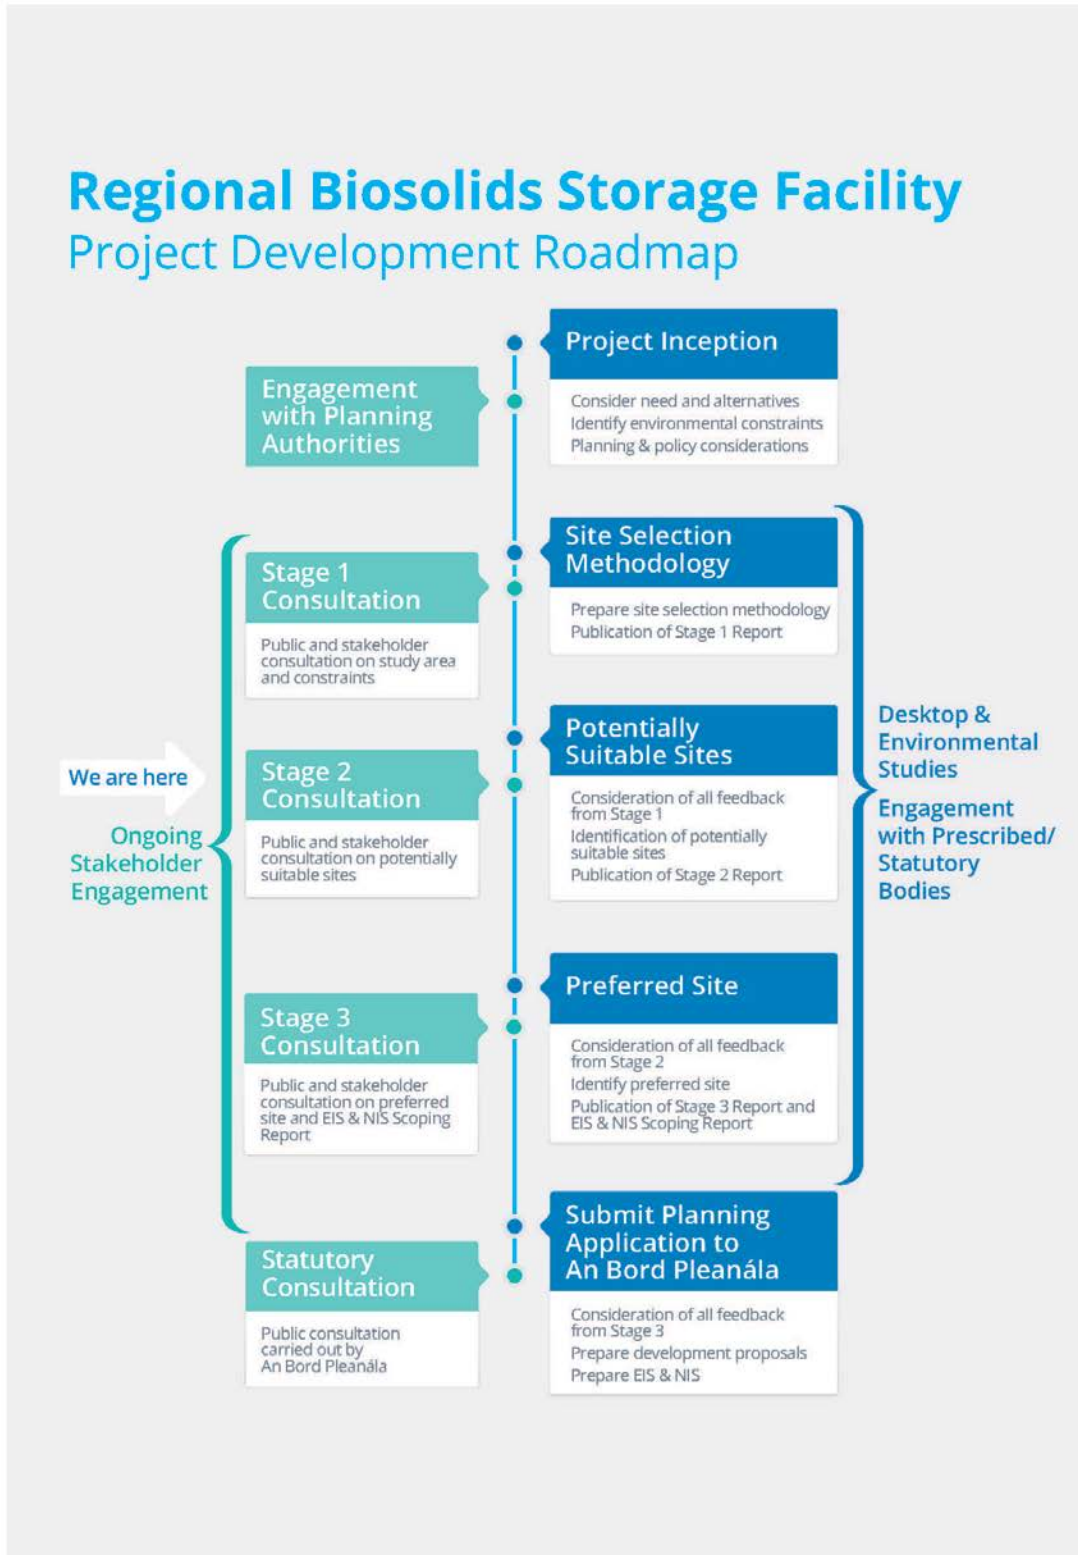 Regional Biosolids Storage Facility
Project Development Roadmap
Project Inception
Consider need and alternatives
Identify environmental constraints
Planning & policy considerations
Engagement
with Planning
Authorities
Site Selection
Methodology
Prepare site selection methodology
Publication of Stage 1 Report
Stage 1
Consultation
Public and stakeholder
consultation on study area
and constraints
Potentially
Suitable Sites
Consideration of all feedback
from Stage 1
Identification of potentially
suitable sites
Publication of Stage 2 Report
We are here
Stage 2
Consultation
Public and stakeholder
consultation on potentially
suitable sites
Ongoing
Stakeholder
Engagement
Desktop &
Environmental
Studies
Engagement
with Prescribed/
Statutory
Bodies
Preferred Site
Consideration of all feedback
from Stage 2
Identify preferred site
Publication of Stage 3 Report and
EIS & NIS Scoping Report
Stage 3
Consultation
Public and stakeholder
consultation on preferred
site and EIS & NIS Scoping
Report
Submit Planning
Application to
An Bord Pleanála
Consideration of all feedback
from Stage 3
Prepare development proposals
Prepare EIS & NIS
Statutory
Consultation
Public consultation
carried out by
An Bord Pleanála